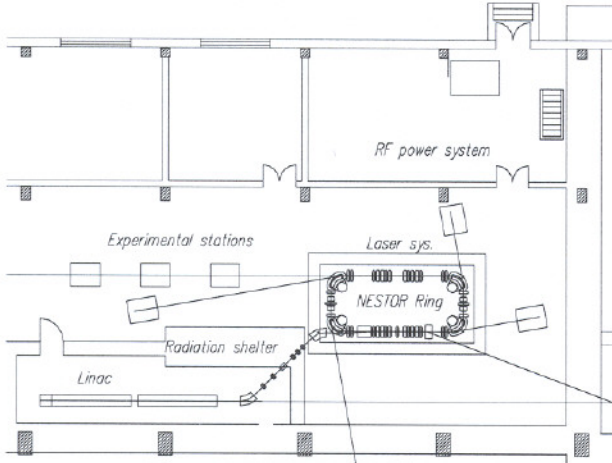 RF power system
Experimental stations
Laser sys.
NESTOR Ring
Radiation shelter
Linac